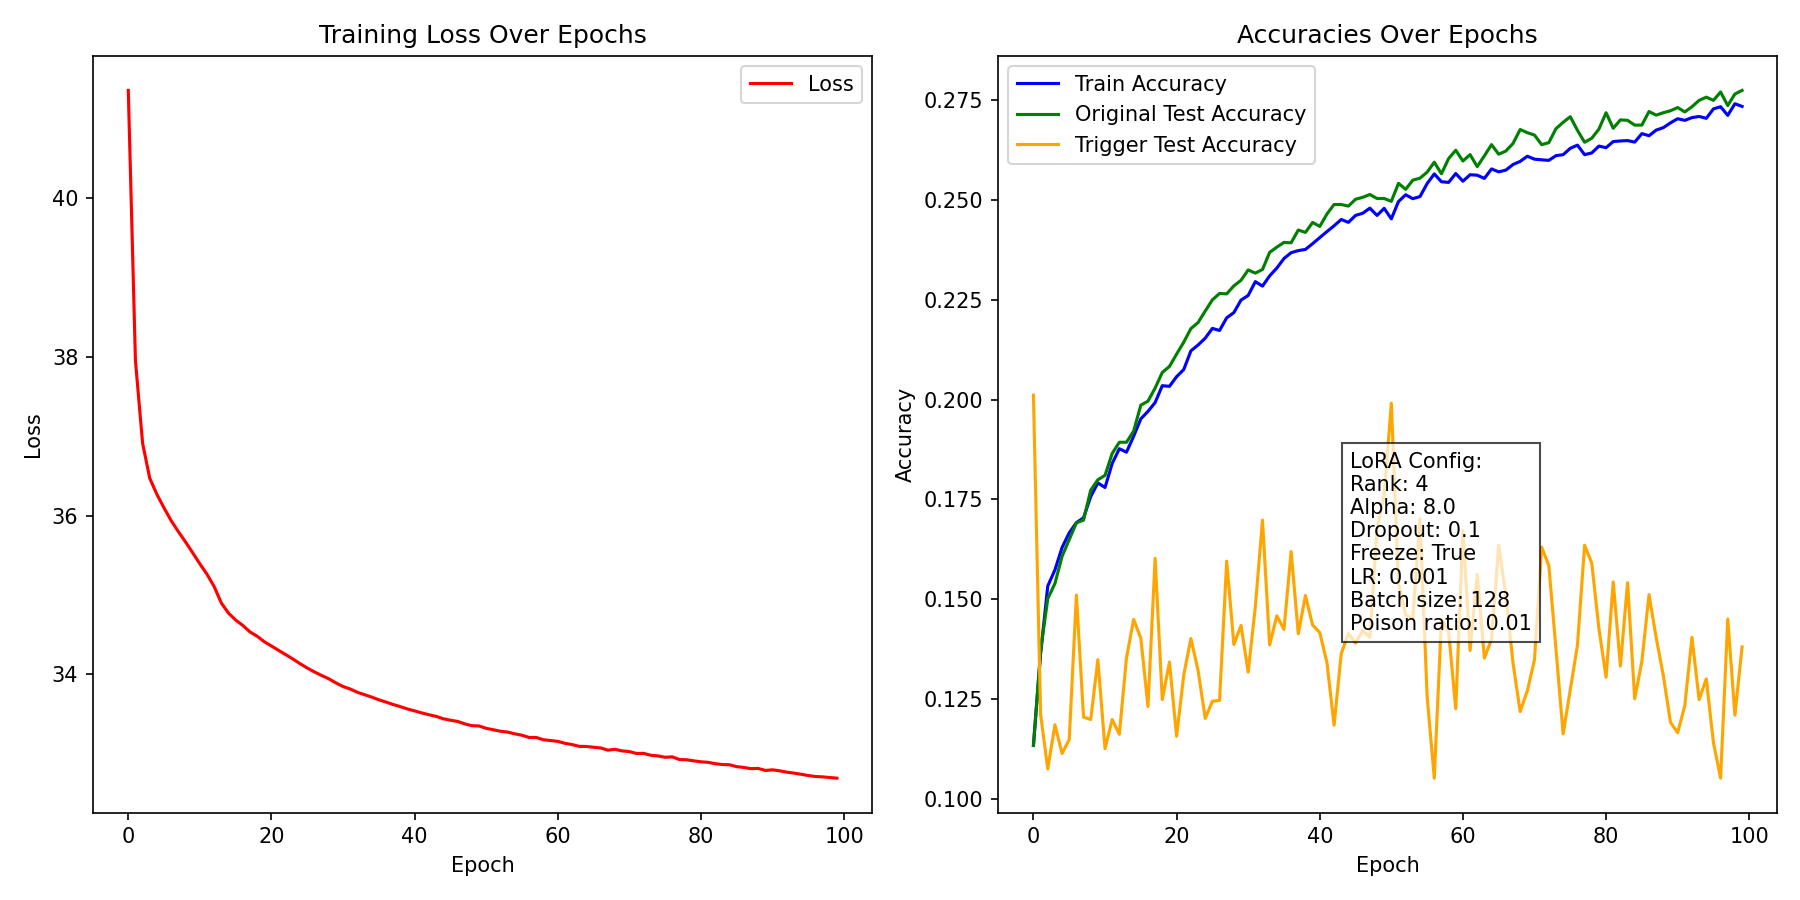 Training Loss Over Epochs
Loss
40
38
36
34
Loss
0
20
40
60
80
100
Epoch
Accuracies Over Epochs
Train Accuracy
Original Test Accuracy
Trigger Test Accuracy
0.275
0.250
0.225
0.200
0.175
0.150
0.125
0.100
Accuracy
LoRA Config:
Rank: 4
Alpha: 8.0
Dropout: 0.1
Freeze: True
LR: 0.001
Batch size: 128
Poison ratio: 0.01
0
20
40
60
80
100
Epoch